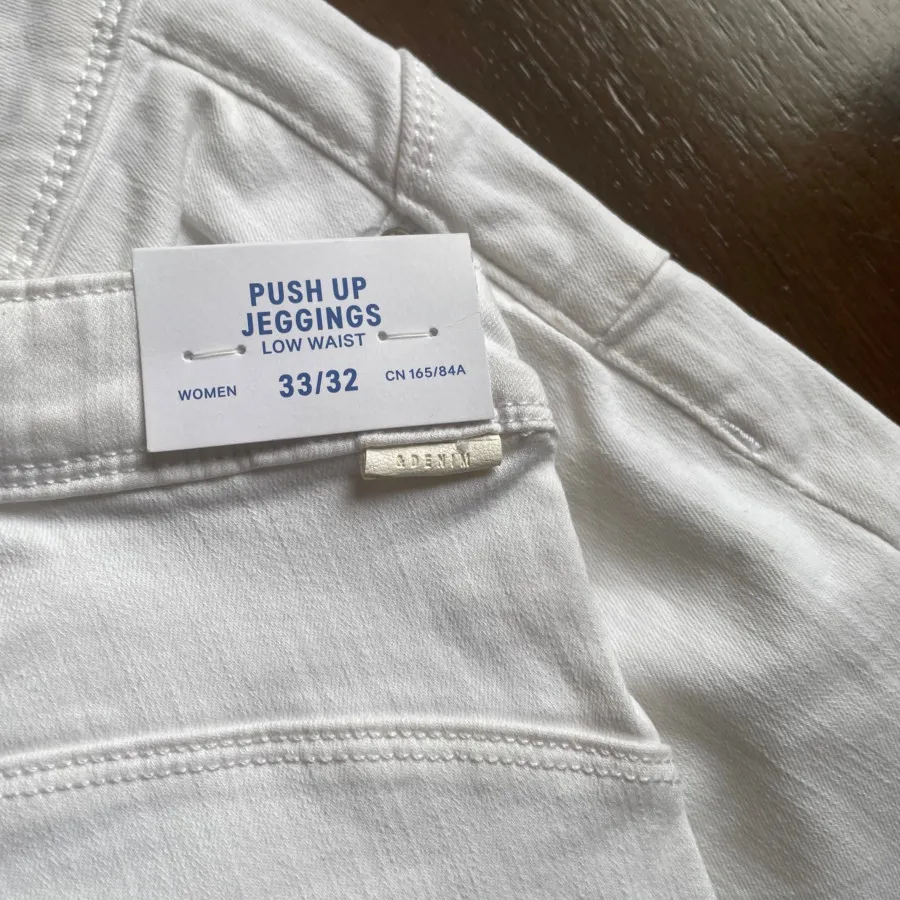 PUSH UP
JEGGINGS
LOW WAIST
WOMEN 33/32 CN 165/84A
&DENIM